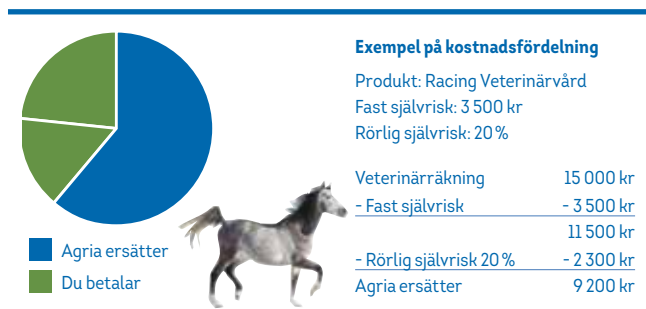 Exempel på kostnadsfördelning
Produkt: Racing Veterinärvård
Fast självrisk: 3 500 kr
Rörlig självrisk: 20 %
Veterinärräkning 15 000 kr
- Fast självrisk - 3 500 kr
11 500 kr
- Rörlig självrisk 20 % - 2 300 kr
Agria ersätter 9 200 kr
Agria ersätter
Du betalar